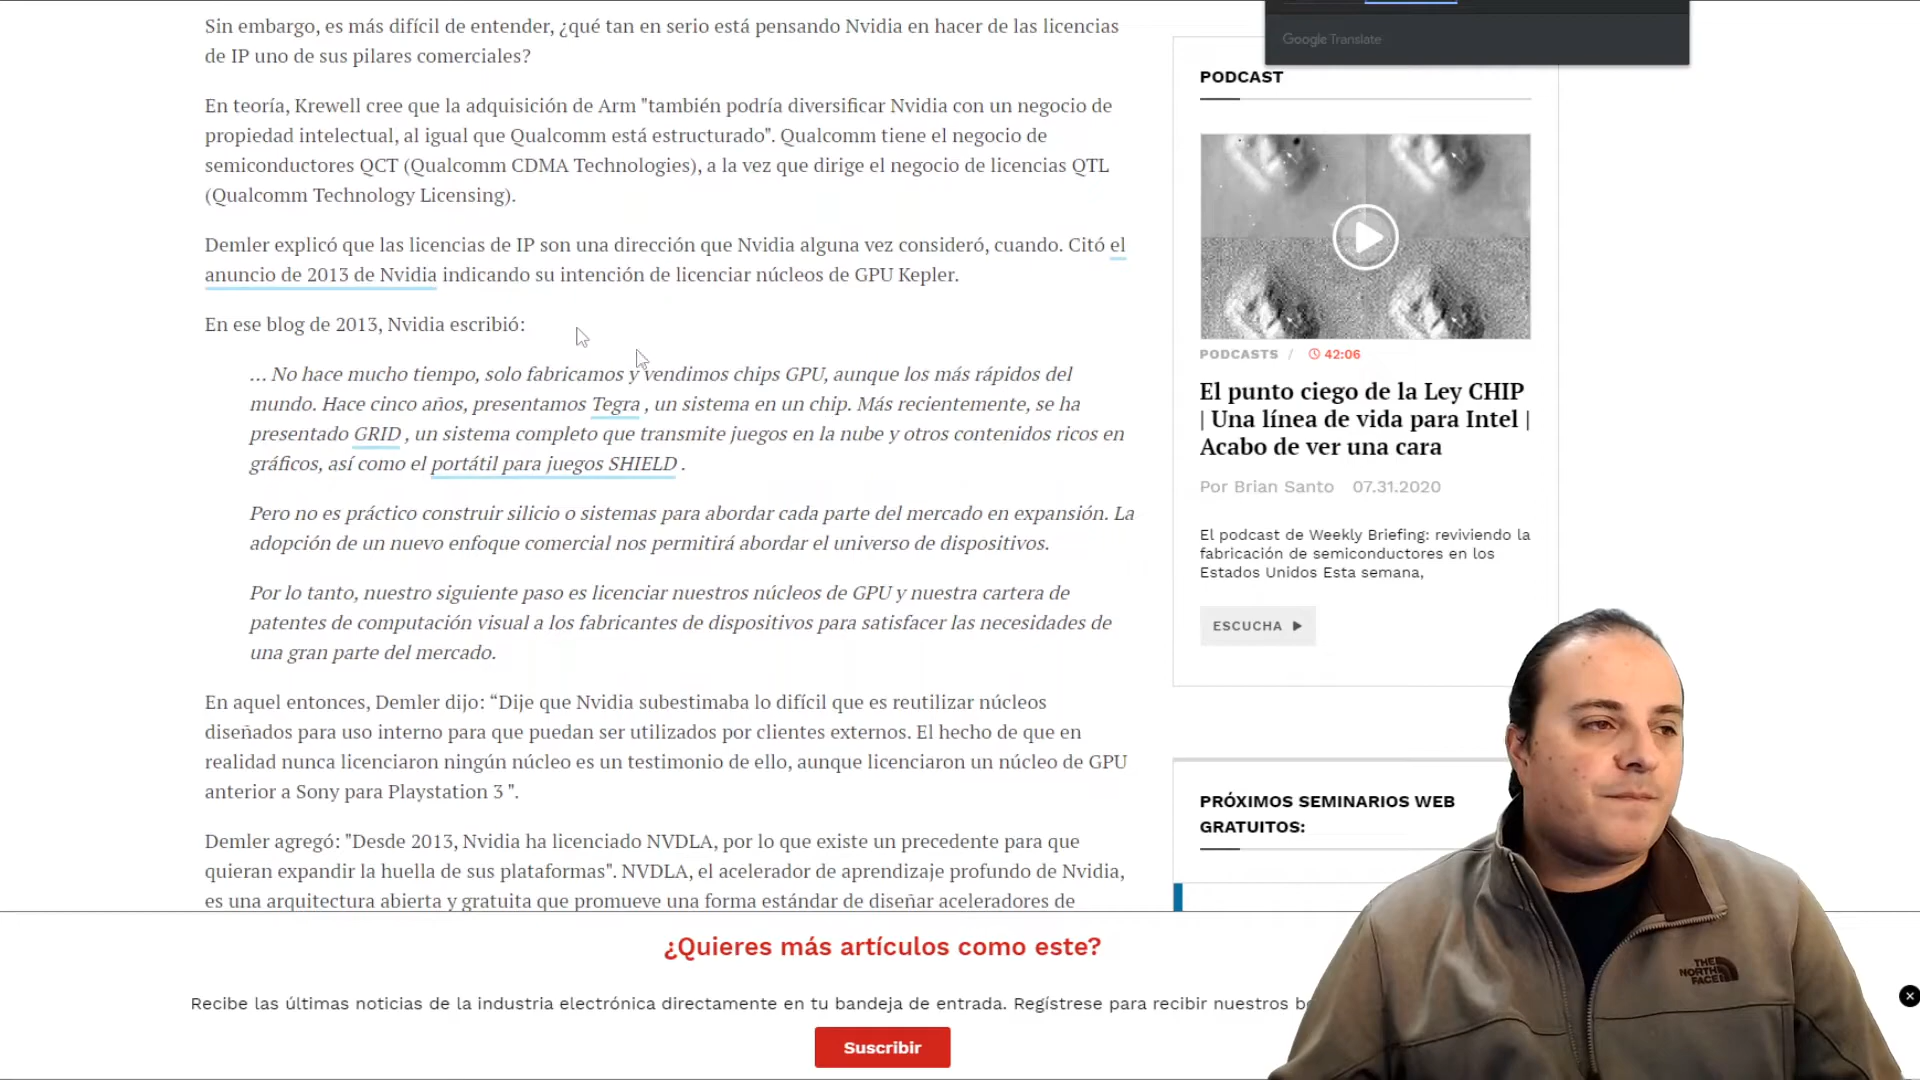 Sin embargo, es más difícil de entender, ¿qué tan en serio está pensando Nvidia en hacer de las licencias
de IP uno de sus pilares comerciales?
En teoría, Krewell cree que la adquisición de Arm "también podría diversificar Nvidia con un negocio de
propiedad intelectual, al igual que Qualcomm está estructurado". Qualcomm tiene el negocio de
semiconductores QCT (Qualcomm CDMA Technologies), a la vez que dirige el negocio de licencias QTL
(Qualcomm Technology Licensing).
Demler explicó que las licencias de IP son una dirección que Nvidia alguna vez consideró, cuando. Citó el
anuncio de 2013 de Nvidia indicando su intención de licenciar núcleos de GPU Kepler.
En ese blog de 2013, Nvidia escribió:
… No hace mucho tiempo, solo fabricamos y vendimos chips GPU, aunque los más rápidos del
mundo. Hace cinco años, presentamos Tegra , un sistema en un chip. Más recientemente, se ha
presentado GRID , un sistema completo que transmite juegos en la nube y otros contenidos ricos en
gráficos, así como el portátil para juegos SHIELD .
Pero no es práctico construir silicio o sistemas para abordar cada parte del mercado en expansión. La
adopción de un nuevo enfoque comercial nos permitirá abordar el universo de dispositivos.
Por lo tanto, nuestro siguiente paso es licenciar nuestros núcleos de GPU y nuestra cartera de
patentes de computación visual a los fabricantes de dispositivos para satisfacer las necesidades de
una gran parte del mercado.
En aquel entonces, Demler dijo: “Dije que Nvidia subestimaba lo difícil que es reutilizar núcleos
diseñados para uso interno para que puedan ser utilizados por clientes externos. El hecho de que en
realidad nunca licenciaron ningún núcleo es un testimonio de ello, aunque licenciaron un núcleo de GPU
anterior a Sony para Playstation 3 ”.
Demler agregó: "Desde 2013, Nvidia ha licenciado NVDLA, por lo que existe un precedente para que
quieran expandir la huella de sus plataformas". NVDLA, el acelerador de aprendizaje profundo de Nvidia,
es una arquitectura abierta y gratuita que promueve una forma estándar de diseñar aceleradores de
Google Translate
PODCAST
PODCASTS / 42:06
El punto ciego de la Ley CHIP
| Una línea de vida para Intel |
Acabo de ver una cara
Por Brian Santo 07.31.2020
El podcast de Weekly Briefing: reviviendo la
fabricación de semiconductores en los
Estados Unidos Esta semana,
ESCUCHA
PRÓXIMOS SEMINARIOS WEB
GRATUITOS:
¿Quieres más artículos como este?
Recibe las últimas noticias de la industria electrónica directamente en tu bandeja de entrada. Regístrese para recibir nuestros
Suscribir
THE
NORTH
FACE